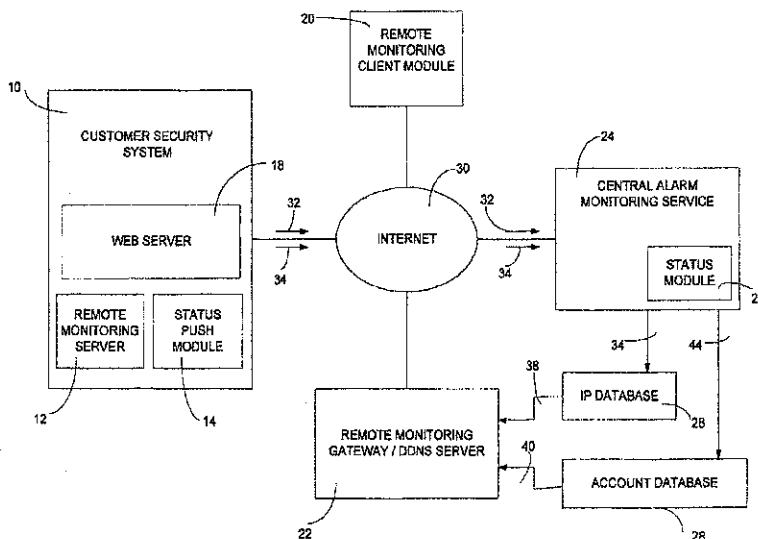 20
REMOTE
MONITORING
CLIENT MODULE
10
CUSTOMER SECURITY
SYSTEM
18
WEB SERVER
REMOTE
MONITORING
SERVER
STATUS
PUSH
MODULE
12
14
32
34
30
INTERNET
32
34
24
CENTRAL ALARM
MONITORING SERVICE
STATUS
MODULE
2
34
44
38
IP DATABASE
28
REMOTE MONITORING
GATEWAY / DDNS SERVER
40
ACCOUNT DATABASE
22
28